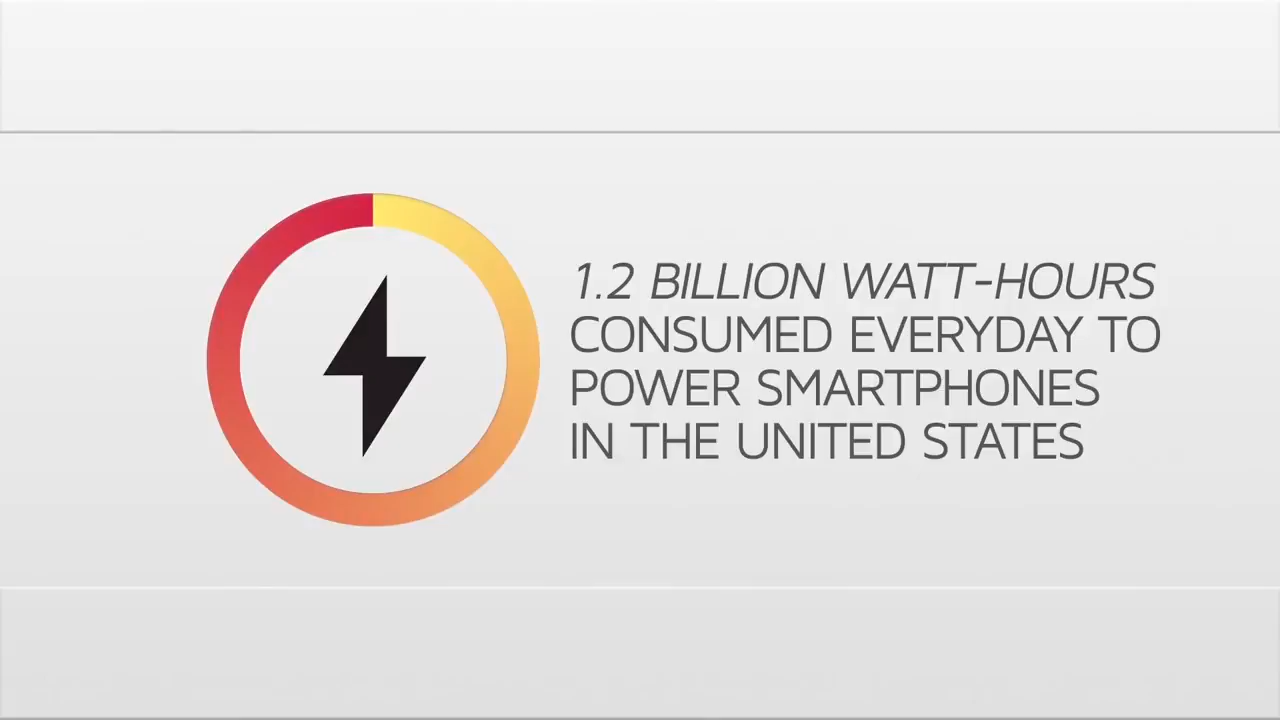 1.2 BILLION WATT-HOURS
CONSUMED EVERYDAY TO
POWER SMARTPHONES
IN THE UNITED STATES